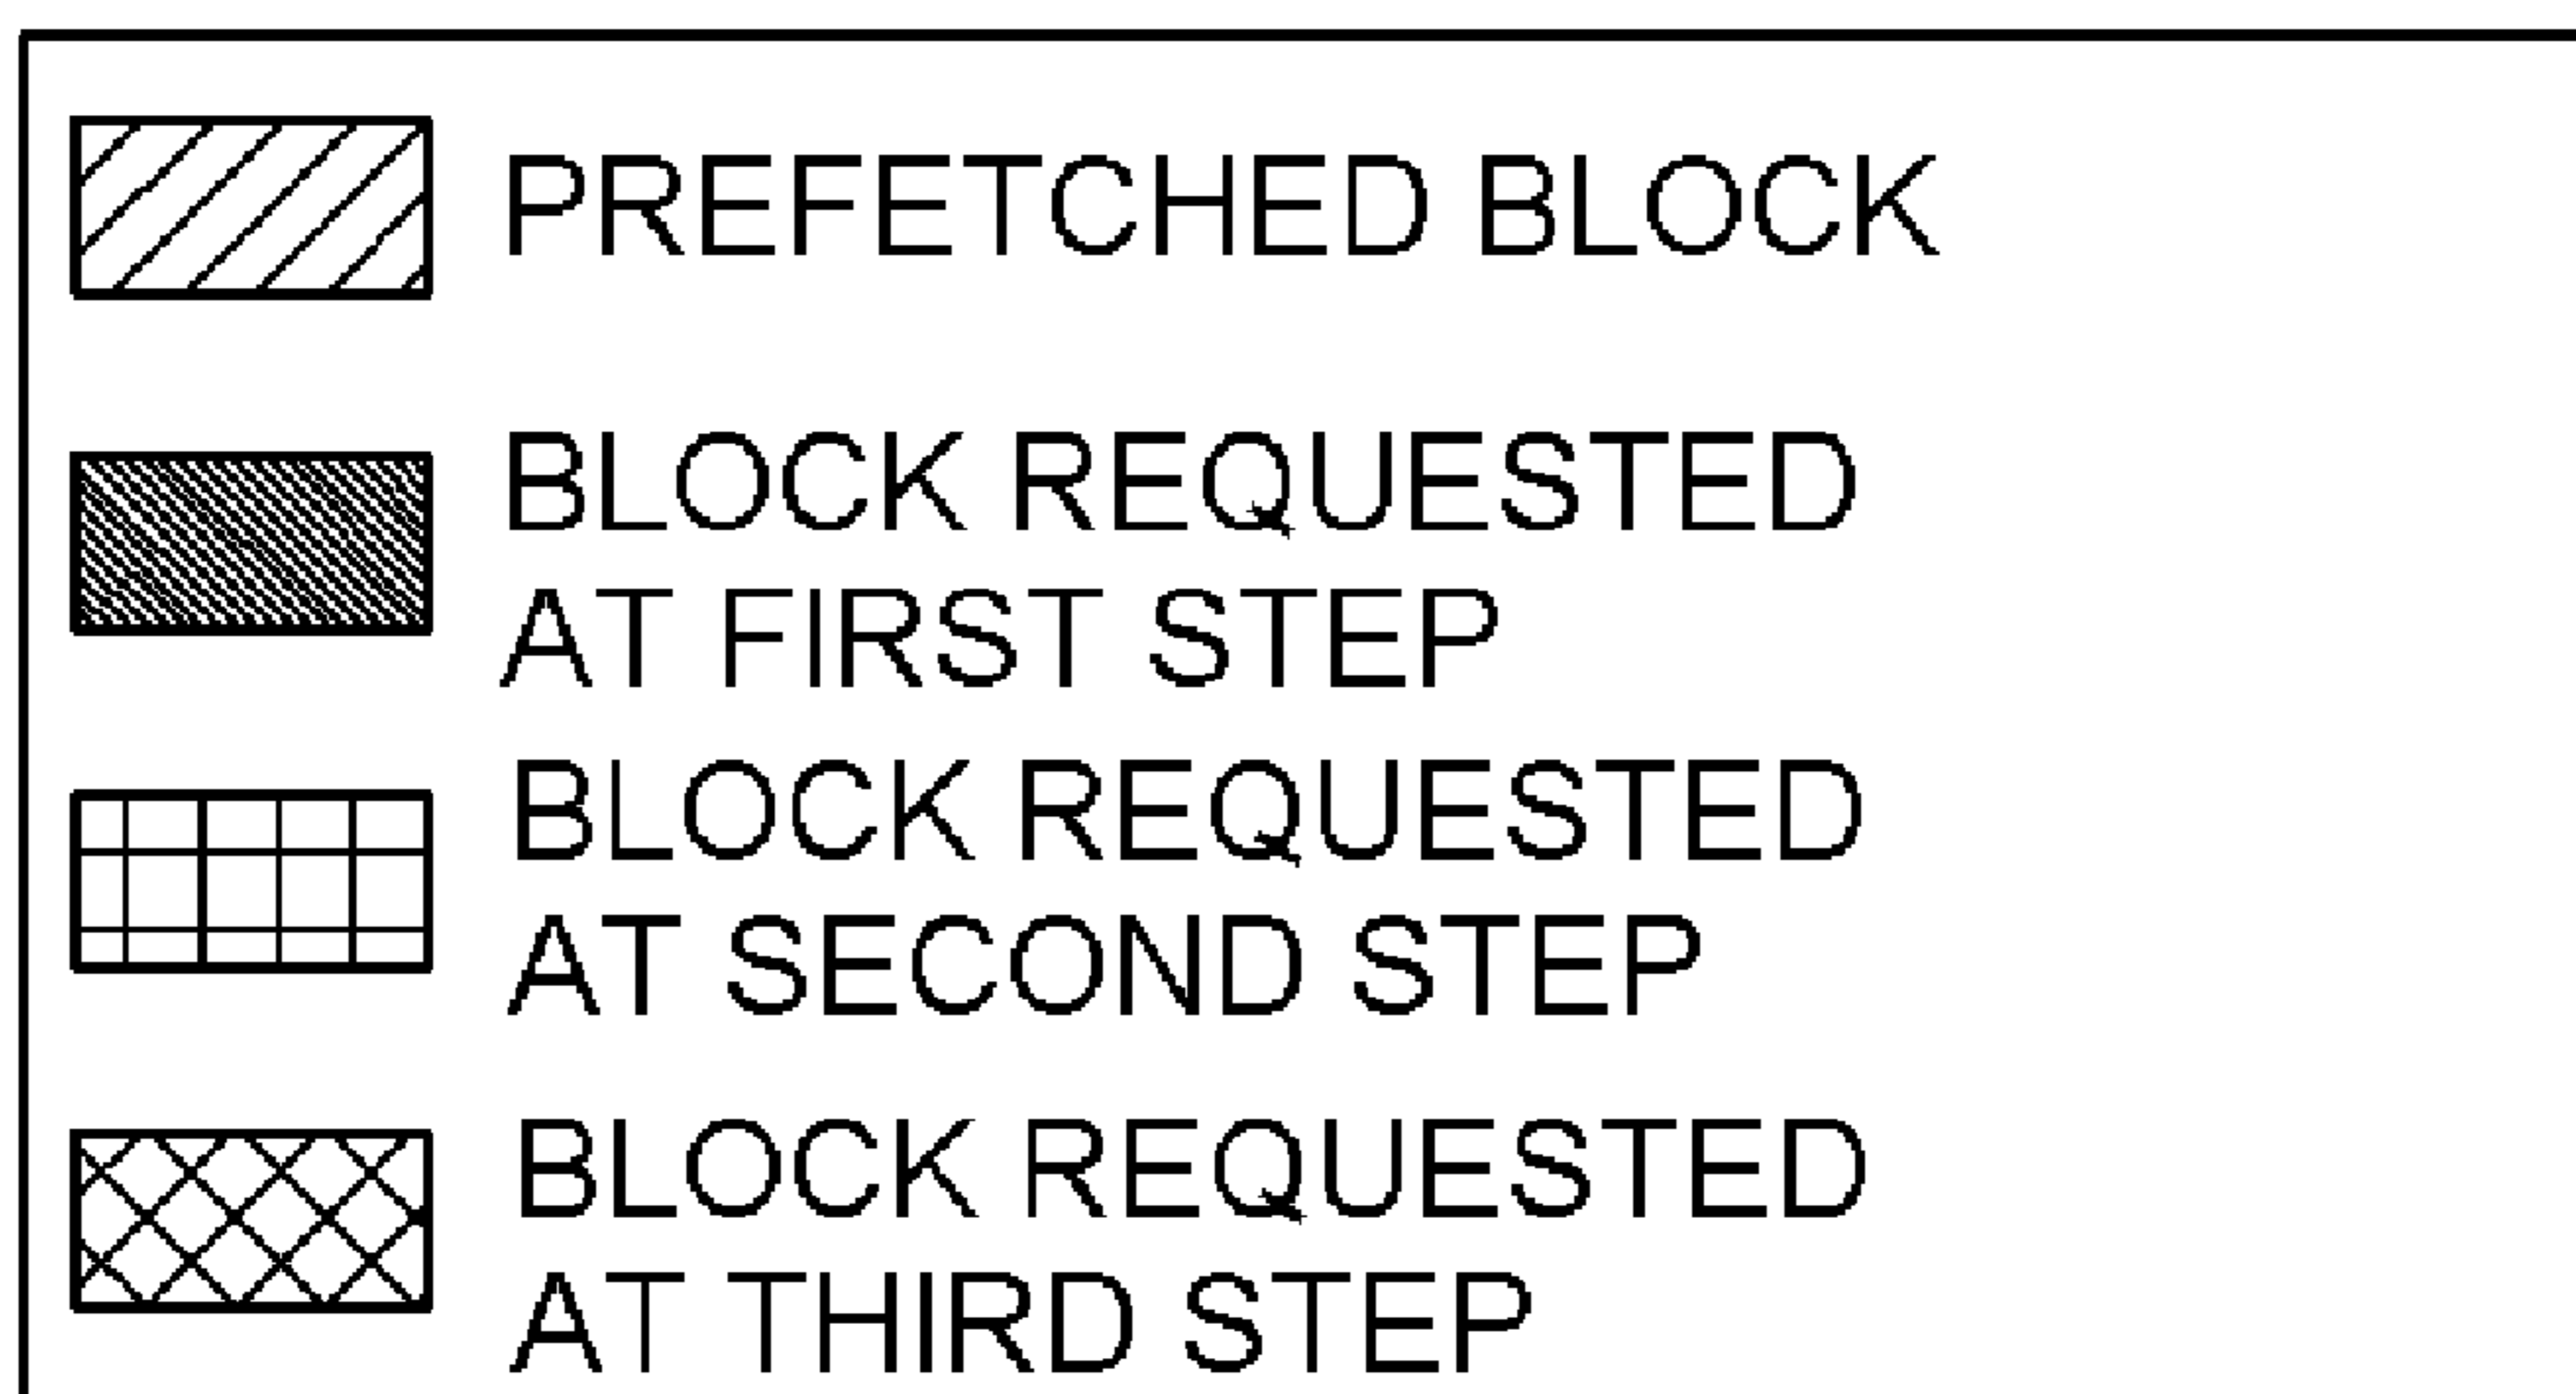 PREFETCHED BLOCK
BLOCK REQUESTED
AT FIRST STEP
BLOCK REQUESTED
AT SECOND STEP
BLOCK REQUESTED
AT THIRD STEP